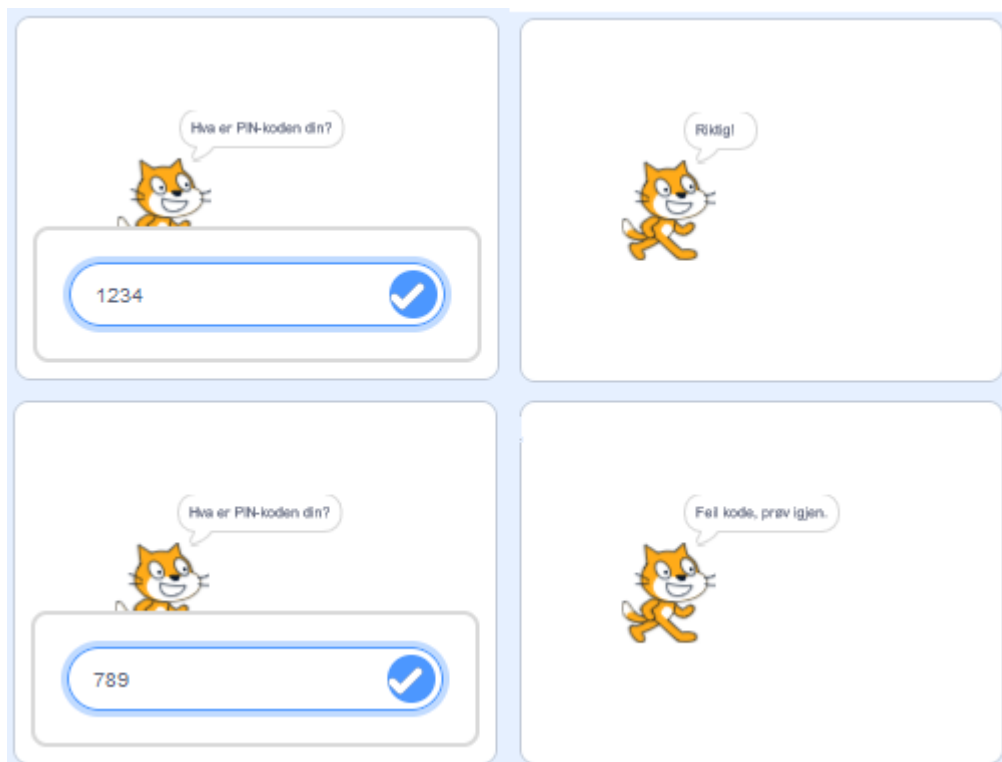 Hva er PIN-koden din?
1234
Riktig!
Hva er PIN-koden din?
789
Feil kode, prøv igjen.